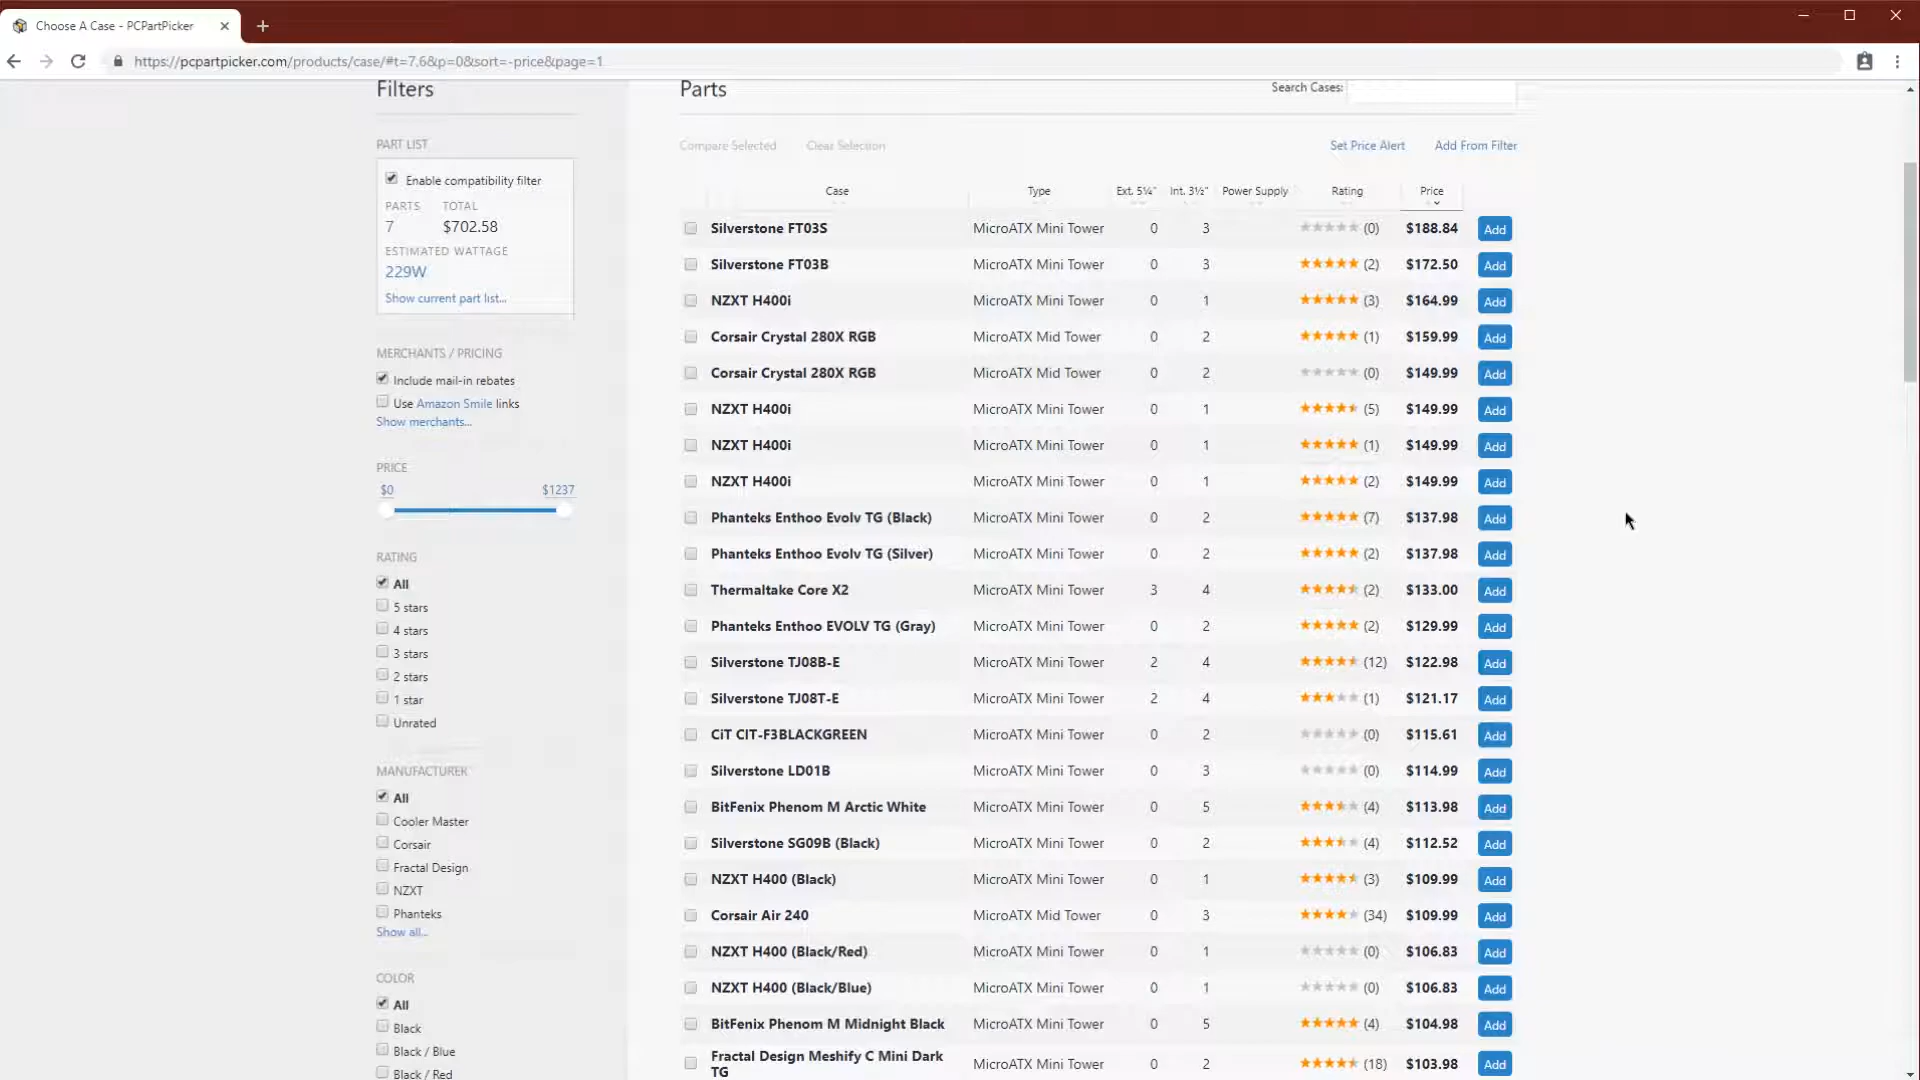 Choose A Case - PCPartPicker
https://pcpartpicker.com/products/case/#t=7,6&p=0&sort=-price&page=1
Filters
PART LIST
Enable compatibility filter
PARTS TOTAL
7 $702.58
ESTIMATED WATTAGE
229W
Show current part list...
MERCHANTS / PRICING
Include mail-in rebates
Use Amazon Smile links
Show merchants...
PRICE
$0 $1237
RATING
All
5 stars
4 stars
3 stars
2 stars
1 star
Unrated
MANUFACTURER
All
Cooler Master
Corsair
Fractal Design
NZXT
Phanteks
Show all...
COLOR
All
Black
Black / Blue
Black / Red
Parts
Search Cases:
Compare Selected Clear Selection Set Price Alert Add From Filter
Case Type Ext. 5¼" Int. 3½" Power Supply Rating Price
Silverstone FT03S MicroATX Mini Tower 0 3 (0) $188.84 Add
Silverstone FT03B MicroATX Mini Tower 0 3 (2) $172.50 Add
NZXT H400i MicroATX Mini Tower 0 1 (3) $164.99 Add
Corsair Crystal 280X RGB MicroATX Mid Tower 0 2 (1) $159.99 Add
Corsair Crystal 280X RGB MicroATX Mid Tower 0 2 (0) $149.99 Add
NZXT H400i MicroATX Mini Tower 0 1 (5) $149.99 Add
NZXT H400i MicroATX Mini Tower 0 1 (1) $149.99 Add
NZXT H400i MicroATX Mini Tower 0 1 (2) $149.99 Add
Phanteks Enthoo Evolv TG (Black) MicroATX Mini Tower 0 2 (7) $137.98 Add
Phanteks Enthoo Evolv TG (Silver) MicroATX Mini Tower 0 2 (2) $137.98 Add
Thermaltake Core X2 MicroATX Mini Tower 3 4 (2) $133.00 Add
Phanteks Enthoo EVOLV TG (Gray) MicroATX Mini Tower 0 2 (2) $129.99 Add
Silverstone TJ08B-E MicroATX Mini Tower 2 4 (12) $122.98 Add
Silverstone TJ08T-E MicroATX Mini Tower 2 4 (1) $121.17 Add
CiT CIT-F3BLACKGREEN MicroATX Mini Tower 0 2 (0) $115.61 Add
Silverstone LD01B MicroATX Mini Tower 0 3 (0) $114.99 Add
BitFenix Phenom M Arctic White MicroATX Mini Tower 0 5 (4) $113.98 Add
Silverstone SG09B (Black) MicroATX Mini Tower 0 2 (4) $112.52 Add
NZXT H400 (Black) MicroATX Mini Tower 0 1 (3) $109.99 Add
Corsair Air 240 MicroATX Mid Tower 0 3 (34) $109.99 Add
NZXT H400 (Black/Red) MicroATX Mini Tower 0 1 (0) $106.83 Add
NZXT H400 (Black/Blue) MicroATX Mini Tower 0 1 (0) $106.83 Add
BitFenix Phenom M Midnight Black MicroATX Mini Tower 0 5 (4) $104.98 Add
Fractal Design Meshify C Mini Dark
TG MicroATX Mini Tower 0 2 (18) $103.98 Add